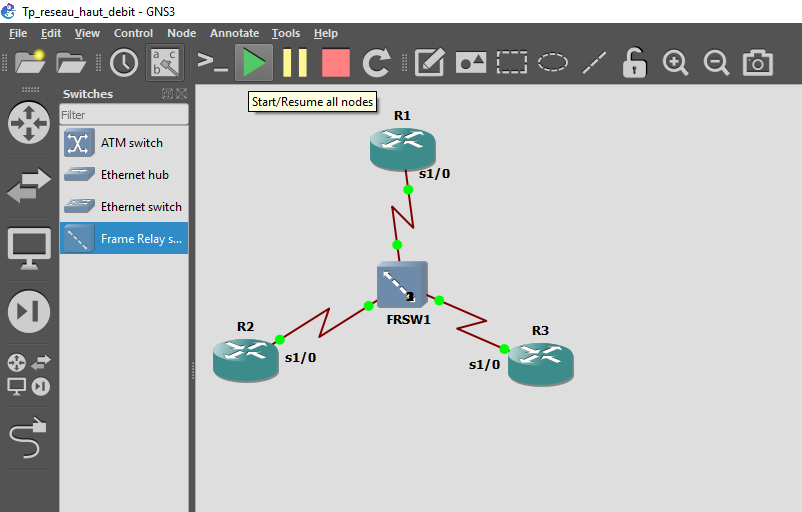 Tp_reseau_haut_debit - GNS3
File Edit View Control Node Annotate Tools Help
a b c
Start/Resume all nodes
Switches
Filter
ATM switch
Ethernet hub
Ethernet switch
Frame Relay s...
R1
s1/0
FRSW1
R2
s1/0
R3
s1/0